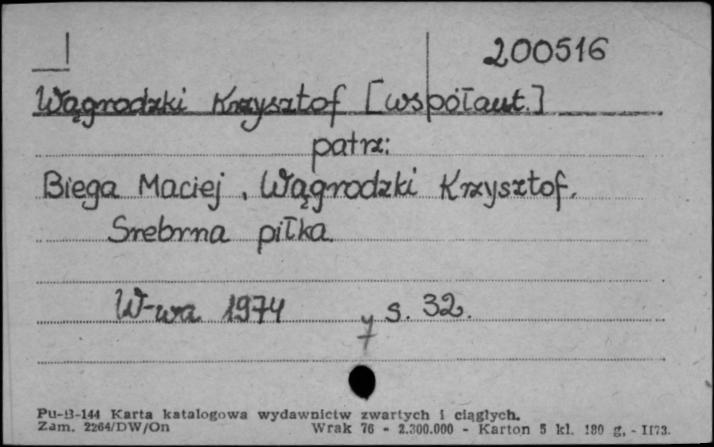 200516
Wągrodzki Krzysztof [współaut.]
patrz:
Biega Maciej, Wągrodzki Krzysztof.
Srebrna piłka.
W-wa 1974 s. 32.
Pu-B-144 Karta katalogowa wydawnictw zwartych i ciągłych.
Zam. 2264/DW/On Wrak 76 - 2.300.000 - Karton 5 kl. 180 g, - II73.